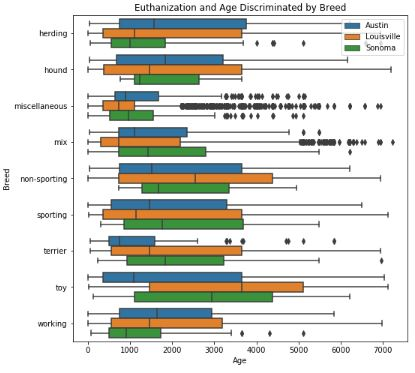 Euthanization and Age Discriminated by Breed
Austin
Louisville
Sonoma
herding
hound
miscellaneous
mix
non-sporting
sporting
terrier
toy
working
Breed
0 1000 2000 3000 4000 5000 6000 7000
Age